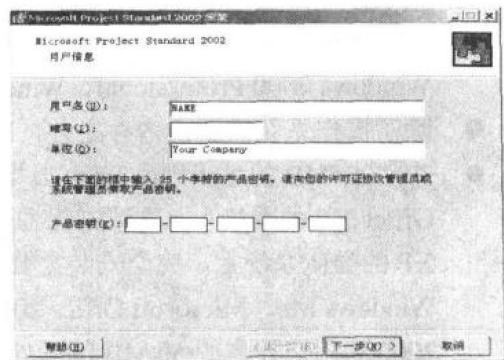 Microsoft Project Standard 2002 安装
Microsoft Project Standard 2002
用户信息
用户名(U): NAME
缩写(I):
单位(O): Your Company
请在下面的框中输入 25 个字符的产品密钥。请向您的许可证协议管理员或
系统管理员索取产品密钥。
产品密钥(K): - - - -
帮助(H) 下一步(N) > 取消